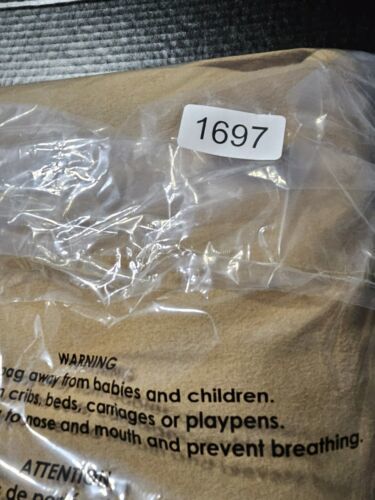 1697
WARNING
bag away from babies and children.
cribs, beds, carriages or playpens.
to nose and mouth and prevent breathing.
ATTENTION
de